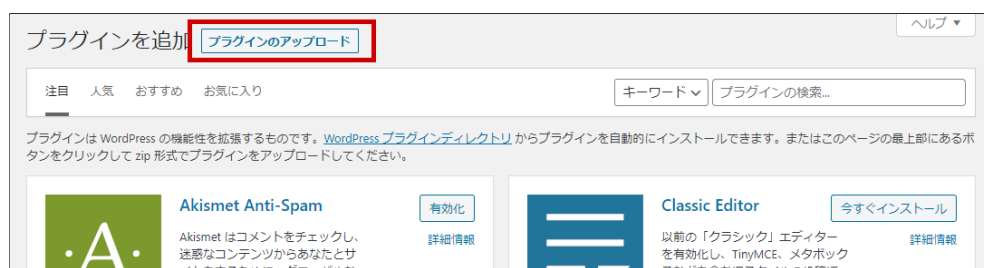 ヘルプ ▼
プラグインを追加 プラグインのアップロード
注目 人気 おすすめ お気に入り キーワード プラグインの検索...
プラグインは WordPress の機能性を拡張するものです。WordPress プラグインディレクトリ からプラグインを自動的にインストールできます。またはこのページの最上部にあるボ
タンをクリックして zip 形式でプラグインをアップロードしてください。
Akismet Anti-Spam 有効化
Akismet はコメントをチェックし、 詳細情報
迷惑なコンテンツからあなたとサ
Classic Editor 今すぐインストール
以前の「クラシック」エディター 詳細情報
を有効化し、TinyMCE、メタボック